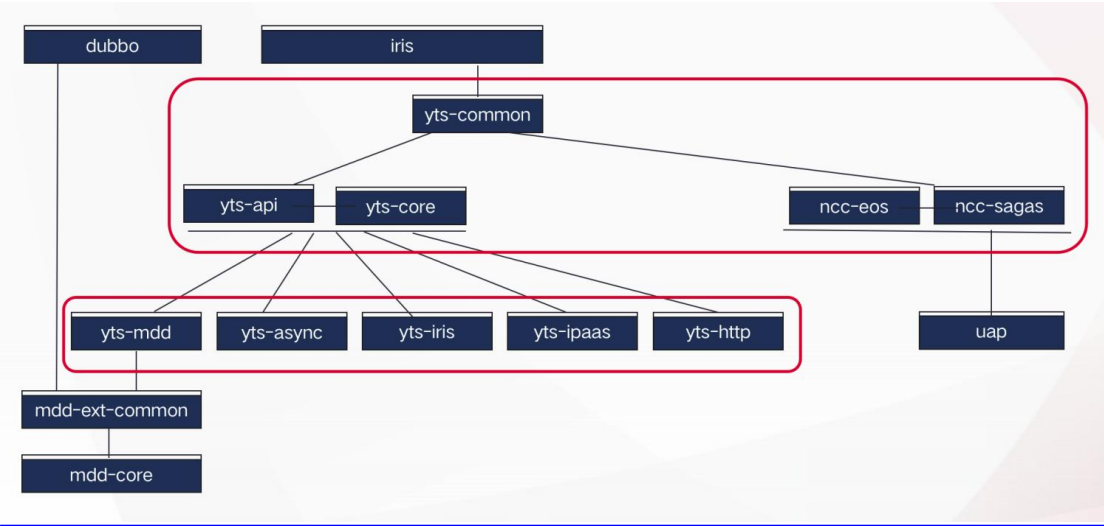 dubbo
iris
yts-common
yts-api
yts-core
ncc-eos
ncc-sagas
yts-mdd
yts-async
yts-iris
yts-ipaas
yts-http
uap
mdd-ext-common
mdd-core